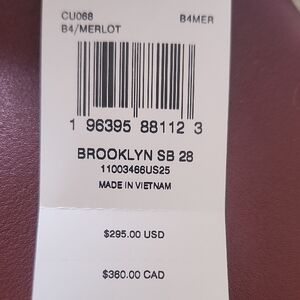 CU068 B4MER
B4/MERLOT
1 96395 88112 3
BROOKLYN SB 28
11003466US25
MADE IN VIETNAM
$295.00 USD
$360.00 CAD